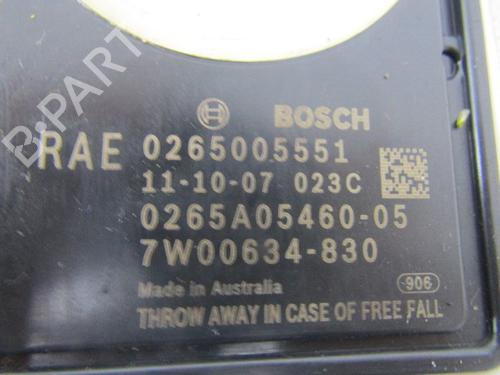 BOSCH
RAE 0265005551
11-10-07 023C
0265A05460-05
7W00634-830
Made in Australia
906
THROW AWAY IN CASE OF FREE FALL
B-PARTS